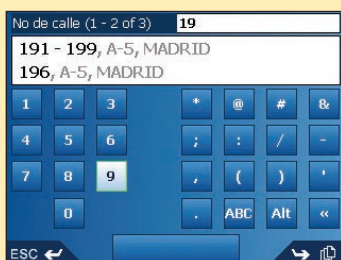 No de calle (1 - 2 of 3) 19
191 - 199, A-5, MADRID
196, A-5, MADRID
1 2 3 * @ # &
4 5 6 ; : / -
7 8 9 , ( ) '
0 . ABC Alt «
ESC